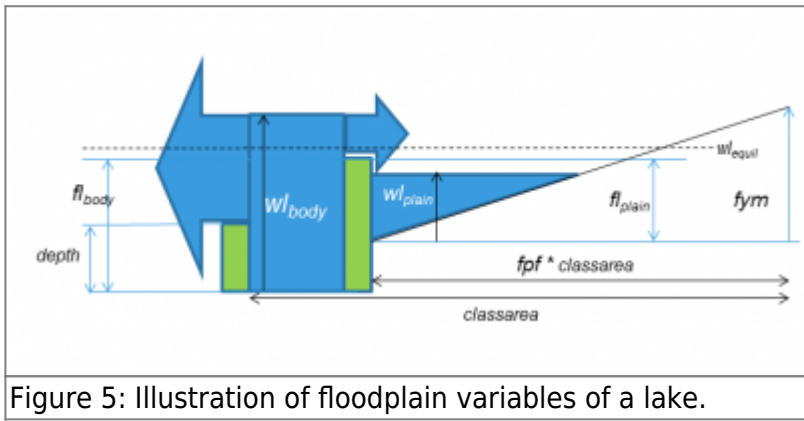 wl_equil
fl_body
wl_body
wl_plain
fl_plain
fym
depth
fpf * classarea
classarea
Figure 5: Illustration of floodplain variables of a lake.